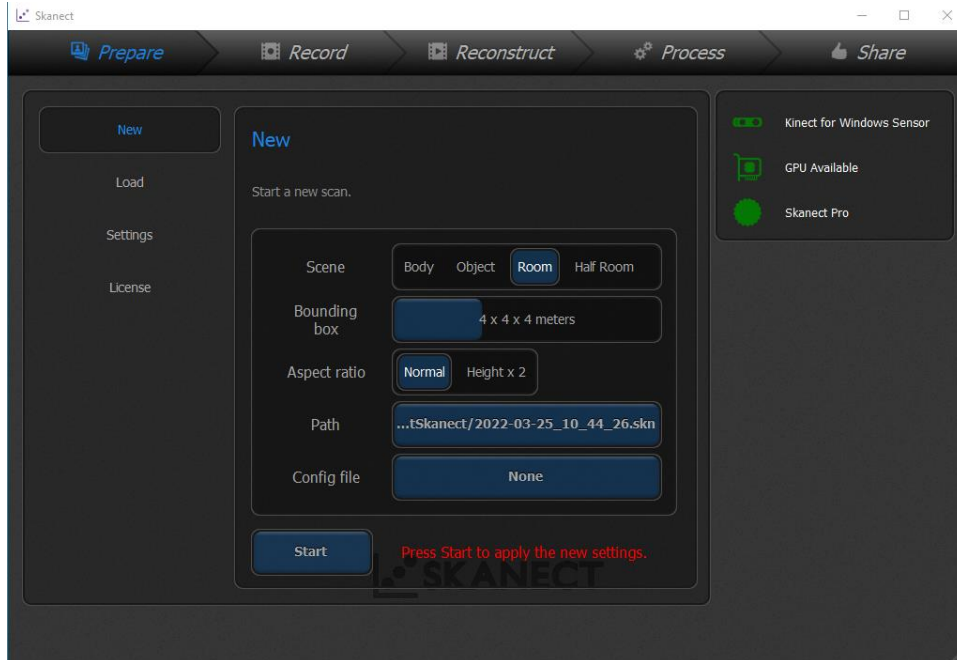 Skanect
Prepare
Record
Reconstruct
Process
Share
New
Load
Settings
License
New
Start a new scan.
Scene
Body Object Room Half Room
Bounding
box
4 x 4 x 4 meters
Aspect ratio
Normal Height x 2
Path
...tSkanect/2022-03-25_10_44_26.skn
Config file
None
Start
Press Start to apply the new settings.
SKANECT
Kinect for Windows Sensor
GPU Available
Skanect Pro